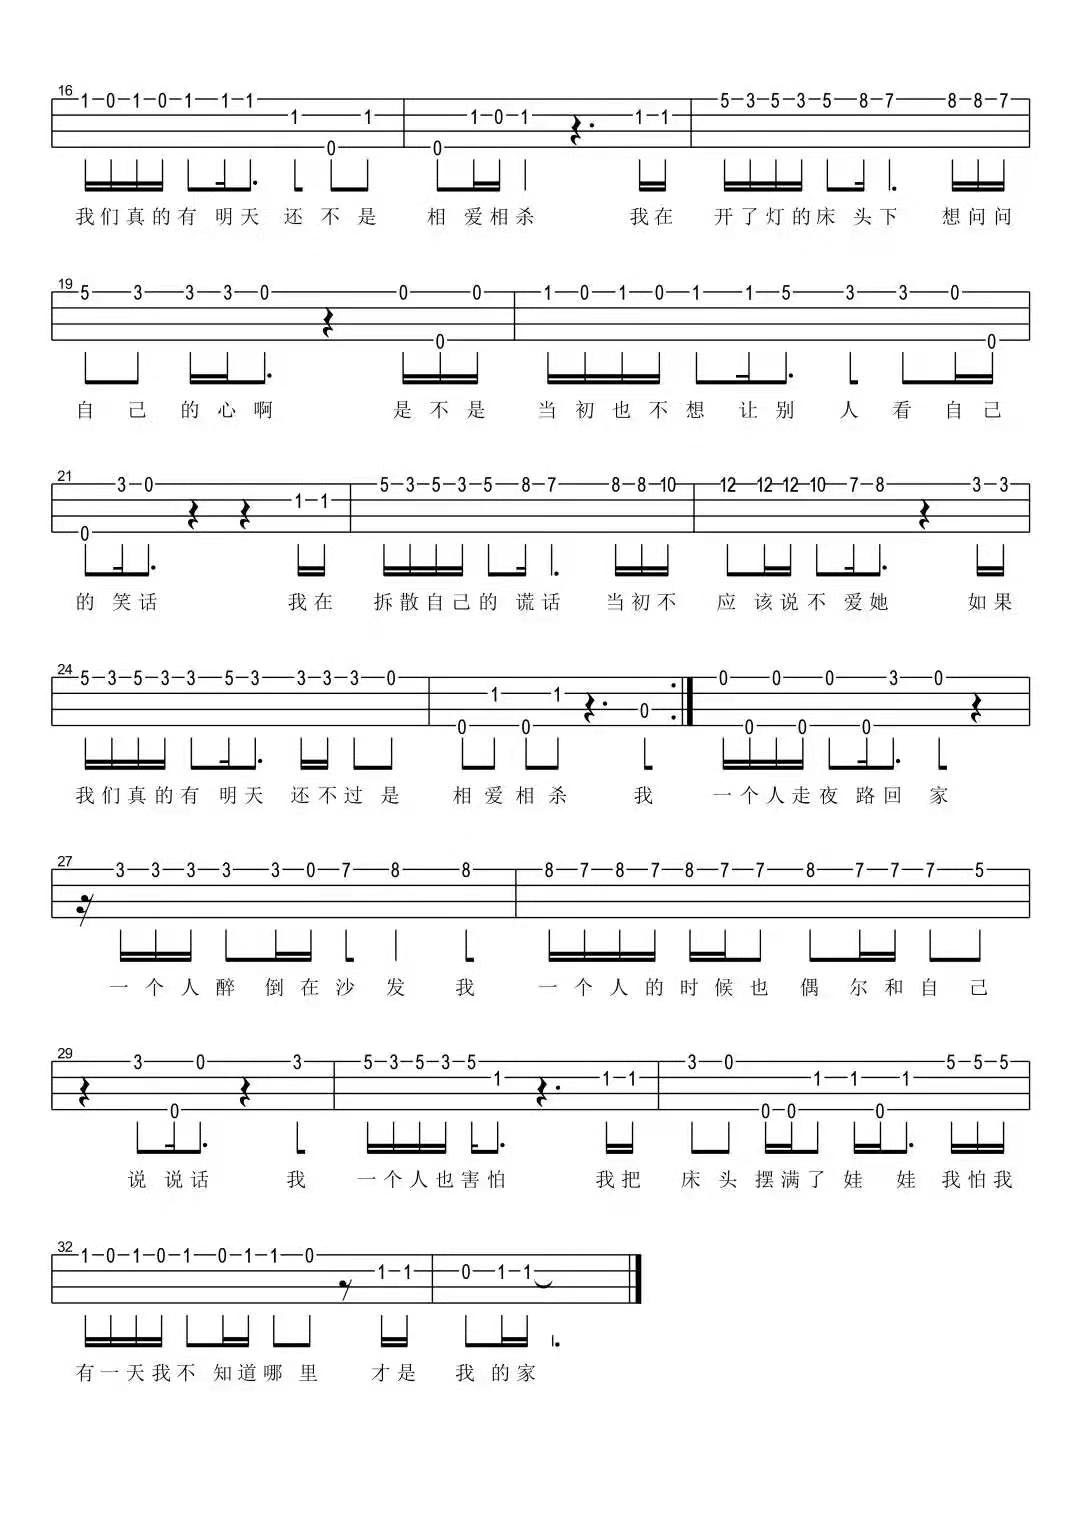 16
1 0 1 0 1 1 1 1 0 1 0 1 0 1 1 1 5 3 5 3 5 8 7 8 8 7
我们真的有 明天 还 不 是 相 爱相杀 我在 开了灯的床 头下 想问问
19
5 3 3 3 0 0 0 0 1 0 1 0 1 1 5 3 3 0 0
自 己 的 心 啊 是 不 是 当 初 也 不 想 让 别 人 看 自 己
21
0 3 0 1 1 5 3 5 3 5 8 7 8 8 10 12 12 12 10 7 8 3 3
的 笑话 我在 拆散自己的 谎话 当初不 应 该说不 爱她 如果
24
5 3 5 3 3 5 3 3 3 3 0 0 1 0 1 0 0 0 0 0 0 0 3 0
我们真的有 明天 还不过 是 相 爱 相 杀 我 一个人走夜 路回 家
27
3 3 3 3 3 0 7 8 8 8 7 8 7 8 7 7 8 7 7 7 5
一 个 人 醉 倒 在 沙 发 我 一 个 人 的 时 候 也 偶 尔 和 自 己
29
3 0 0 3 5 3 5 3 5 1 1 1 3 0 0 0 1 1 0 1 5 5 5
说 说话 我 一个人也害怕 我把 床 头 摆满了 娃 娃 我怕我
32
1 0 1 0 1 0 1 1 0 1 1 0 1 1
有一天我不 知道哪 里 才是 我 的家